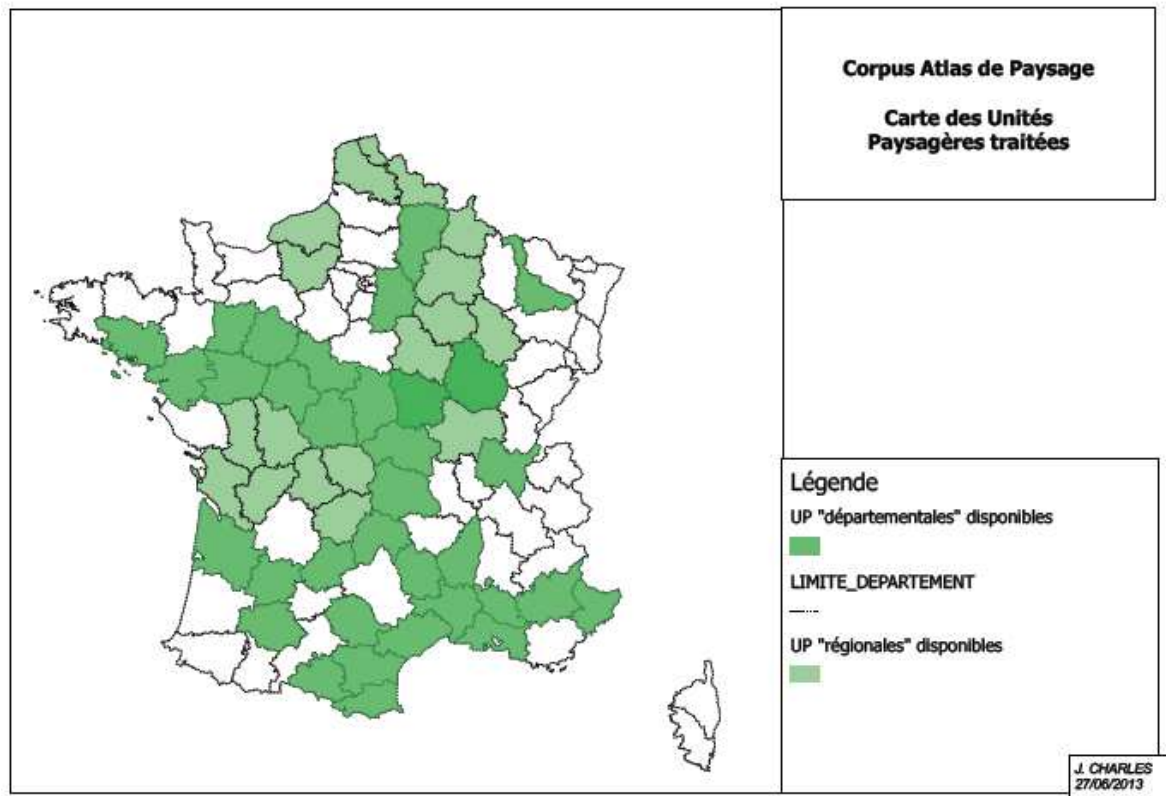 Corpus Atlas de Paysage
Carte des Unités
Paysagères traitées
Légende
UP "départementales" disponibles
LIMITE_DEPARTEMENT
UP "régionales" disponibles
J. CHARLES
27/06/2013